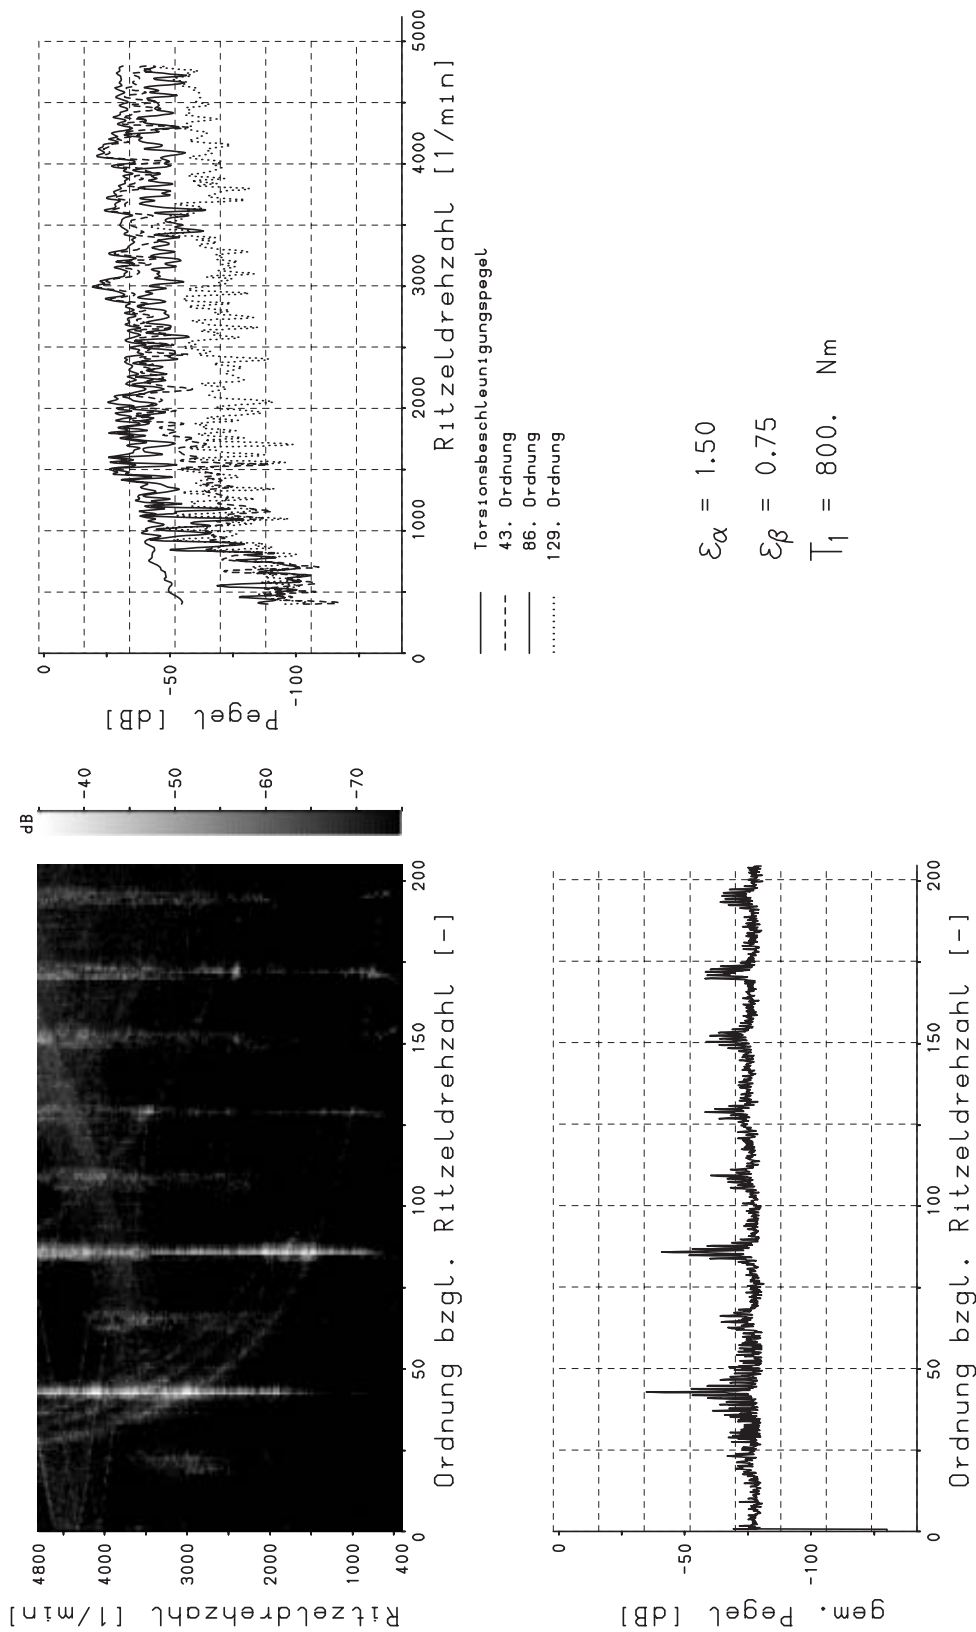 dB
-40
-50
-60
-70
4800
4000
3000
2000
1000
400
Ritzeldrehzahl [1/min]
0
50
100
150
200
Ordnung bzgl. Ritzeldrehzahl [-]
0
-50
-100
Pegel [dB]
0
1000
2000
3000
4000
5000
Ritzeldrehzahl [1/min]
Torsionsbeschleunigungspegel
43. Ordnung
86. Ordnung
129. Ordnung
0
-50
-100
gem. Pegel [dB]
0
50
100
150
200
Ordnung bzgl. Ritzeldrehzahl [-]
εα = 1.50
εβ = 0.75
T1 = 800. Nm